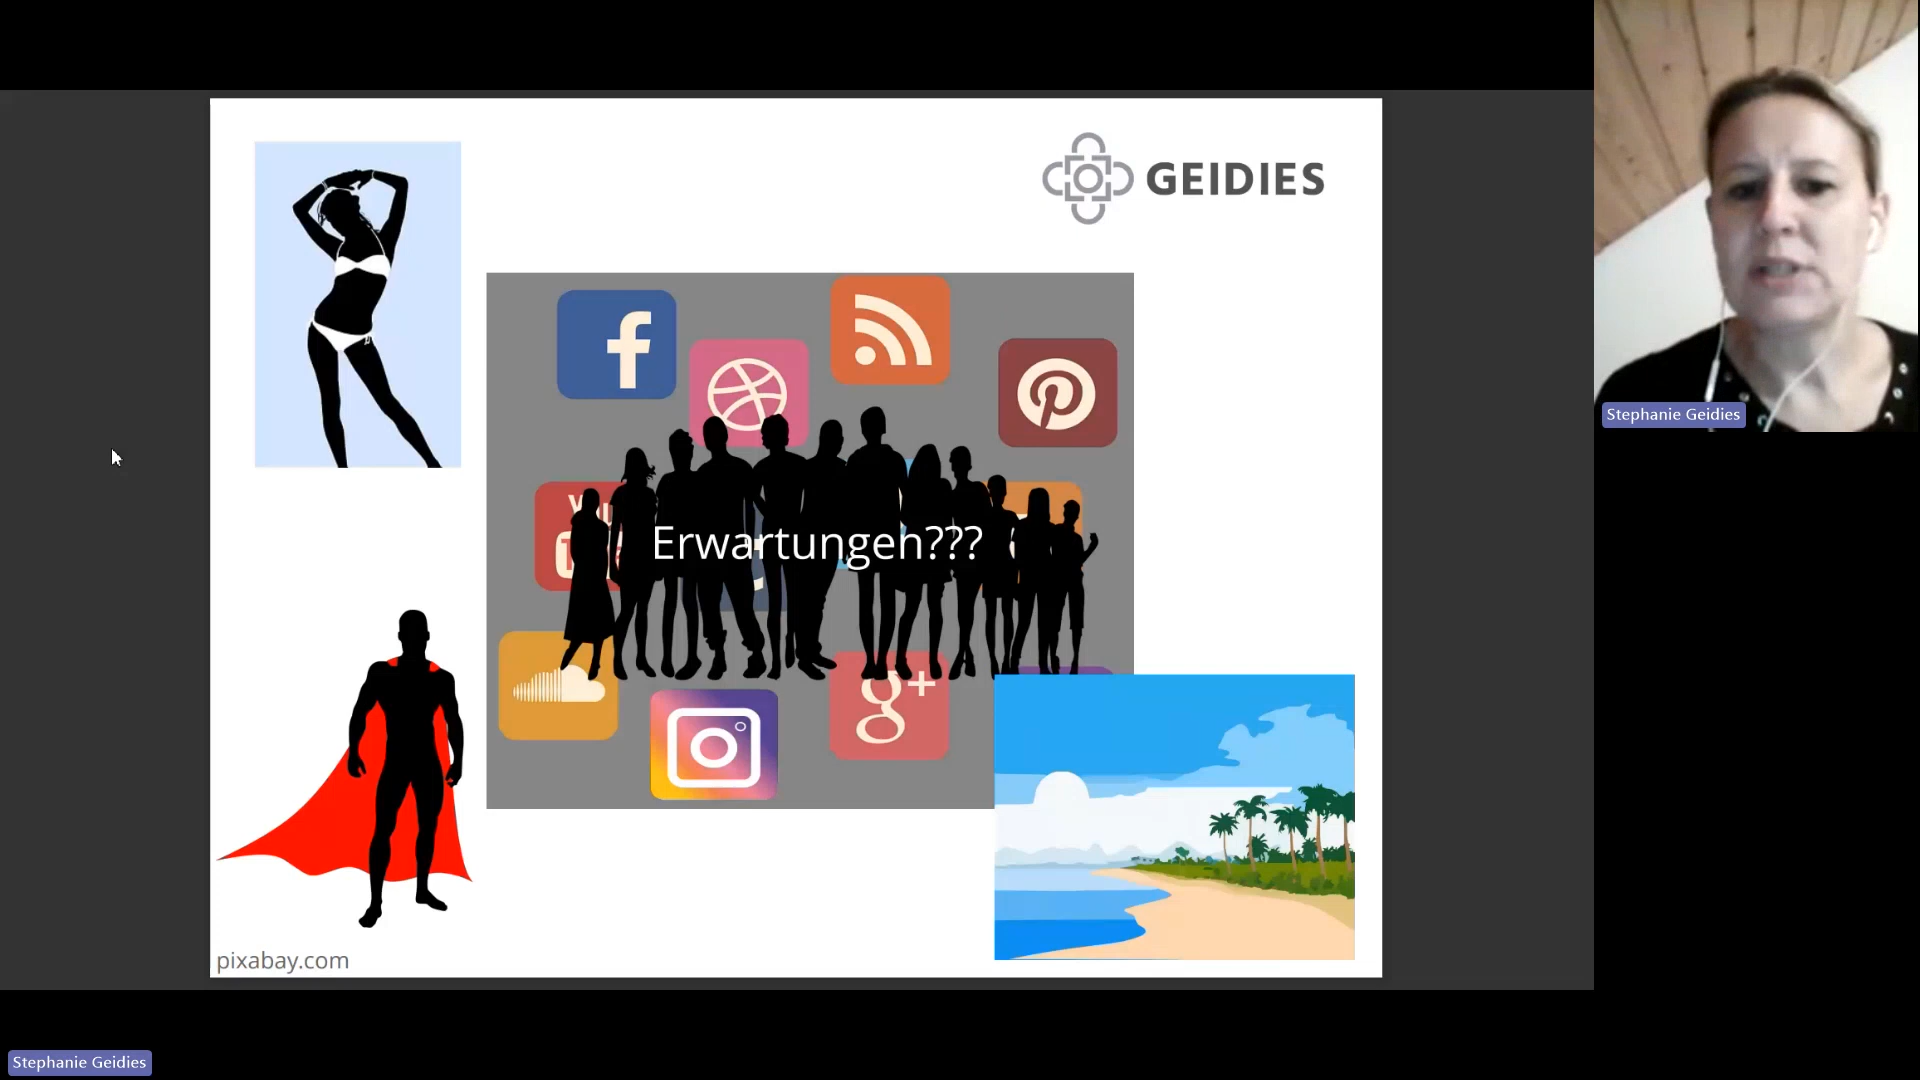 GEIDIES
f
Erwartungen???
g+
pixabay.com
Stephanie Geidies
Stephanie Geidies